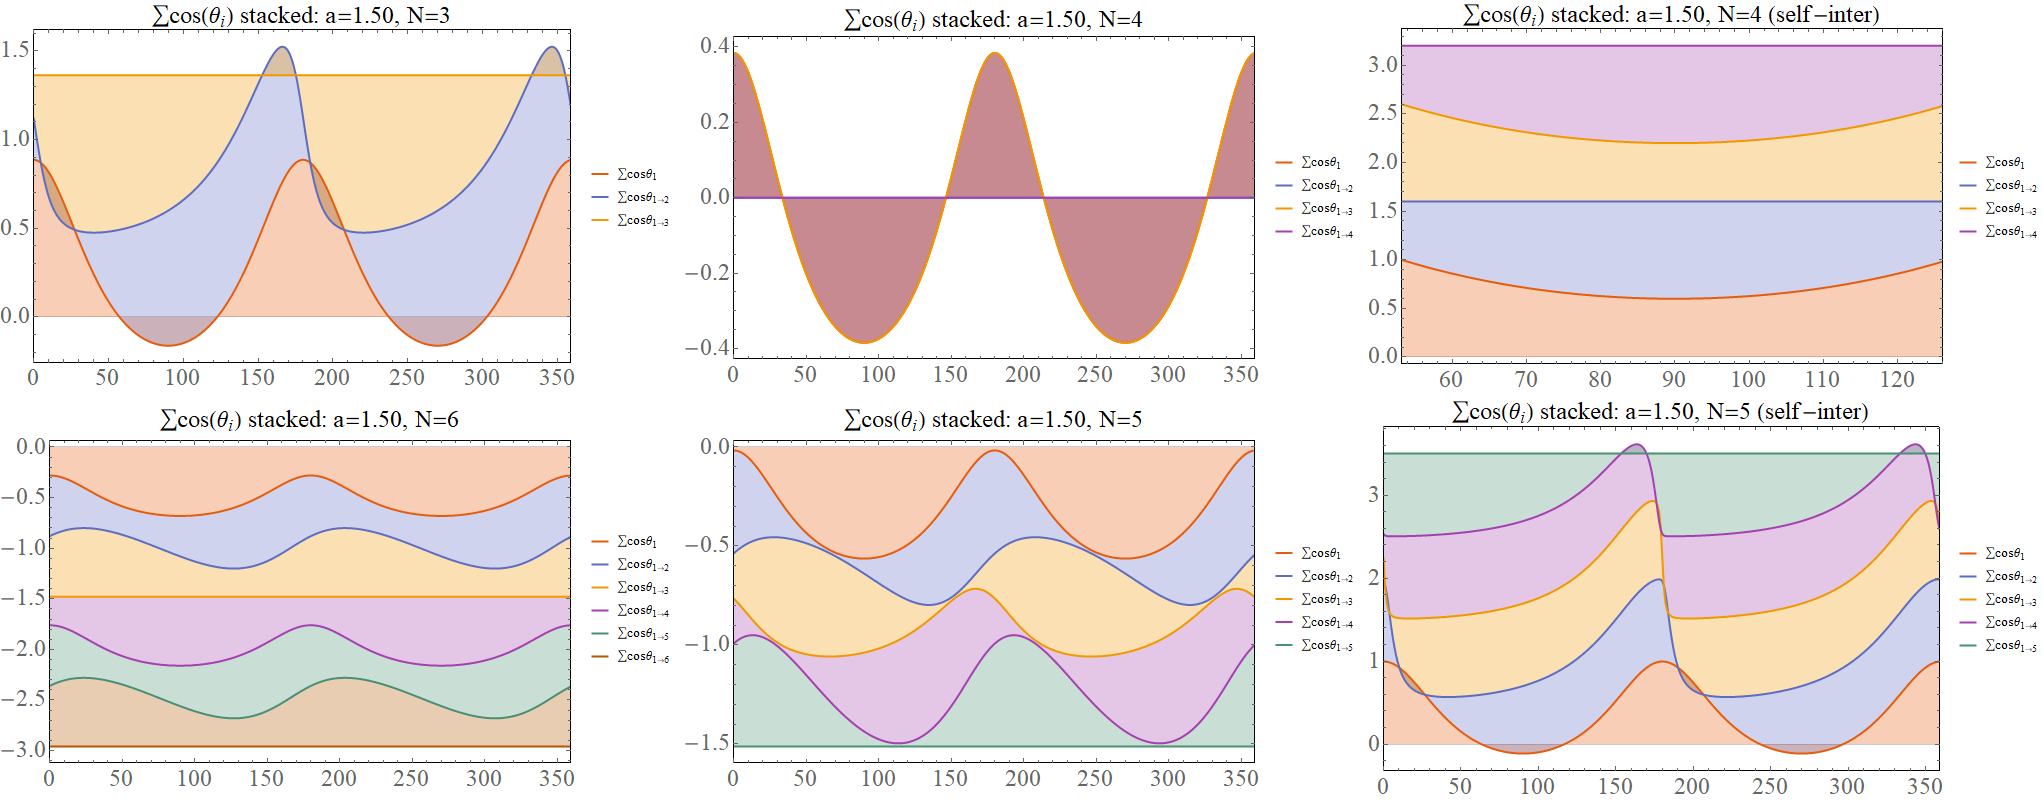 ∑cos(θᵢ) stacked: a=1.50, N=3
1.5
1.0
0.5
0.0
0 50 100 150 200 250 300 350
∑cosθ₁
∑cosθ₁→₂
∑cosθ₁→₃
∑cos(θᵢ) stacked: a=1.50, N=4
0.4
0.2
0.0
−0.2
−0.4
0 50 100 150 200 250 300 350
∑cosθ₁
∑cosθ₁→₂
∑cosθ₁→₃
∑cosθ₁→₄
∑cos(θᵢ) stacked: a=1.50, N=4 (self−inter)
3.0
2.5
2.0
1.5
1.0
0.5
0.0
60 70 80 90 100 110 120
∑cosθ₁
∑cosθ₁→₂
∑cosθ₁→₃
∑cosθ₁→₄
∑cos(θᵢ) stacked: a=1.50, N=6
0.0
−0.5
−1.0
−1.5
−2.0
−2.5
−3.0
0 50 100 150 200 250 300 350
∑cosθ₁
∑cosθ₁→₂
∑cosθ₁→₃
∑cosθ₁→₄
∑cosθ₁→₅
∑cosθ₁→₆
∑cos(θᵢ) stacked: a=1.50, N=5
0.0
−0.5
−1.0
−1.5
0 50 100 150 200 250 300 350
∑cosθ₁
∑cosθ₁→₂
∑cosθ₁→₃
∑cosθ₁→₄
∑cosθ₁→₅
∑cos(θᵢ) stacked: a=1.50, N=5 (self−inter)
3
2
1
0
0 50 100 150 200 250 300 350
∑cosθ₁
∑cosθ₁→₂
∑cosθ₁→₃
∑cosθ₁→₄
∑cosθ₁→₅